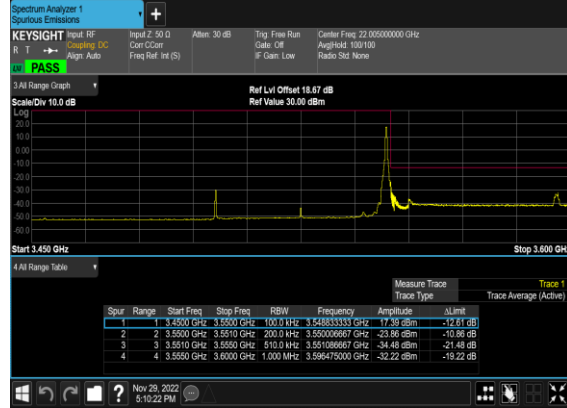 Spectrum Analyzer 1
Spurious Emissions
KEYSIGHT
R T
LW PASS
Input: RF
Coupling: DC
Align: Auto
Input Z: 50 Ω
Corr CCorr
Freq Ref: Int (S)
Atten: 30 dB
Trig: Free Run
Gate: Off
IF Gain: Low
Center Freq: 22.005000000 GHz
Avg|Hold: 100/100
Radio Std: None
3 All Range Graph
Scale/Div 10.0 dB
Ref Lvl Offset 18.67 dB
Ref Value 30.00 dBm
Log
20.0
10.0
0.00
-10.0
-20.0
-30.0
-40.0
-50.0
-60.0
Start 3.450 GHz
Stop 3.600 GH
4 All Range Table
Measure Trace Trace 1
Trace Type Trace Average (Active)
Spur Range Start Freq Stop Freq RBW Frequency Amplitude ΔLimit
1 1 3.4500 GHz 3.5500 GHz 100.0 kHz 3.548833333 GHz 17.39 dBm -12.61 dB
2 2 3.5500 GHz 3.5510 GHz 200.0 kHz 3.550006667 GHz -23.86 dBm -10.86 dB
3 3 3.5510 GHz 3.5550 GHz 510.0 kHz 3.551086667 GHz -34.48 dBm -21.48 dB
4 4 3.5550 GHz 3.6000 GHz 1.000 MHz 3.596475000 GHz -32.22 dBm -19.22 dB
?
Nov 29, 2022
5:10:22 PM